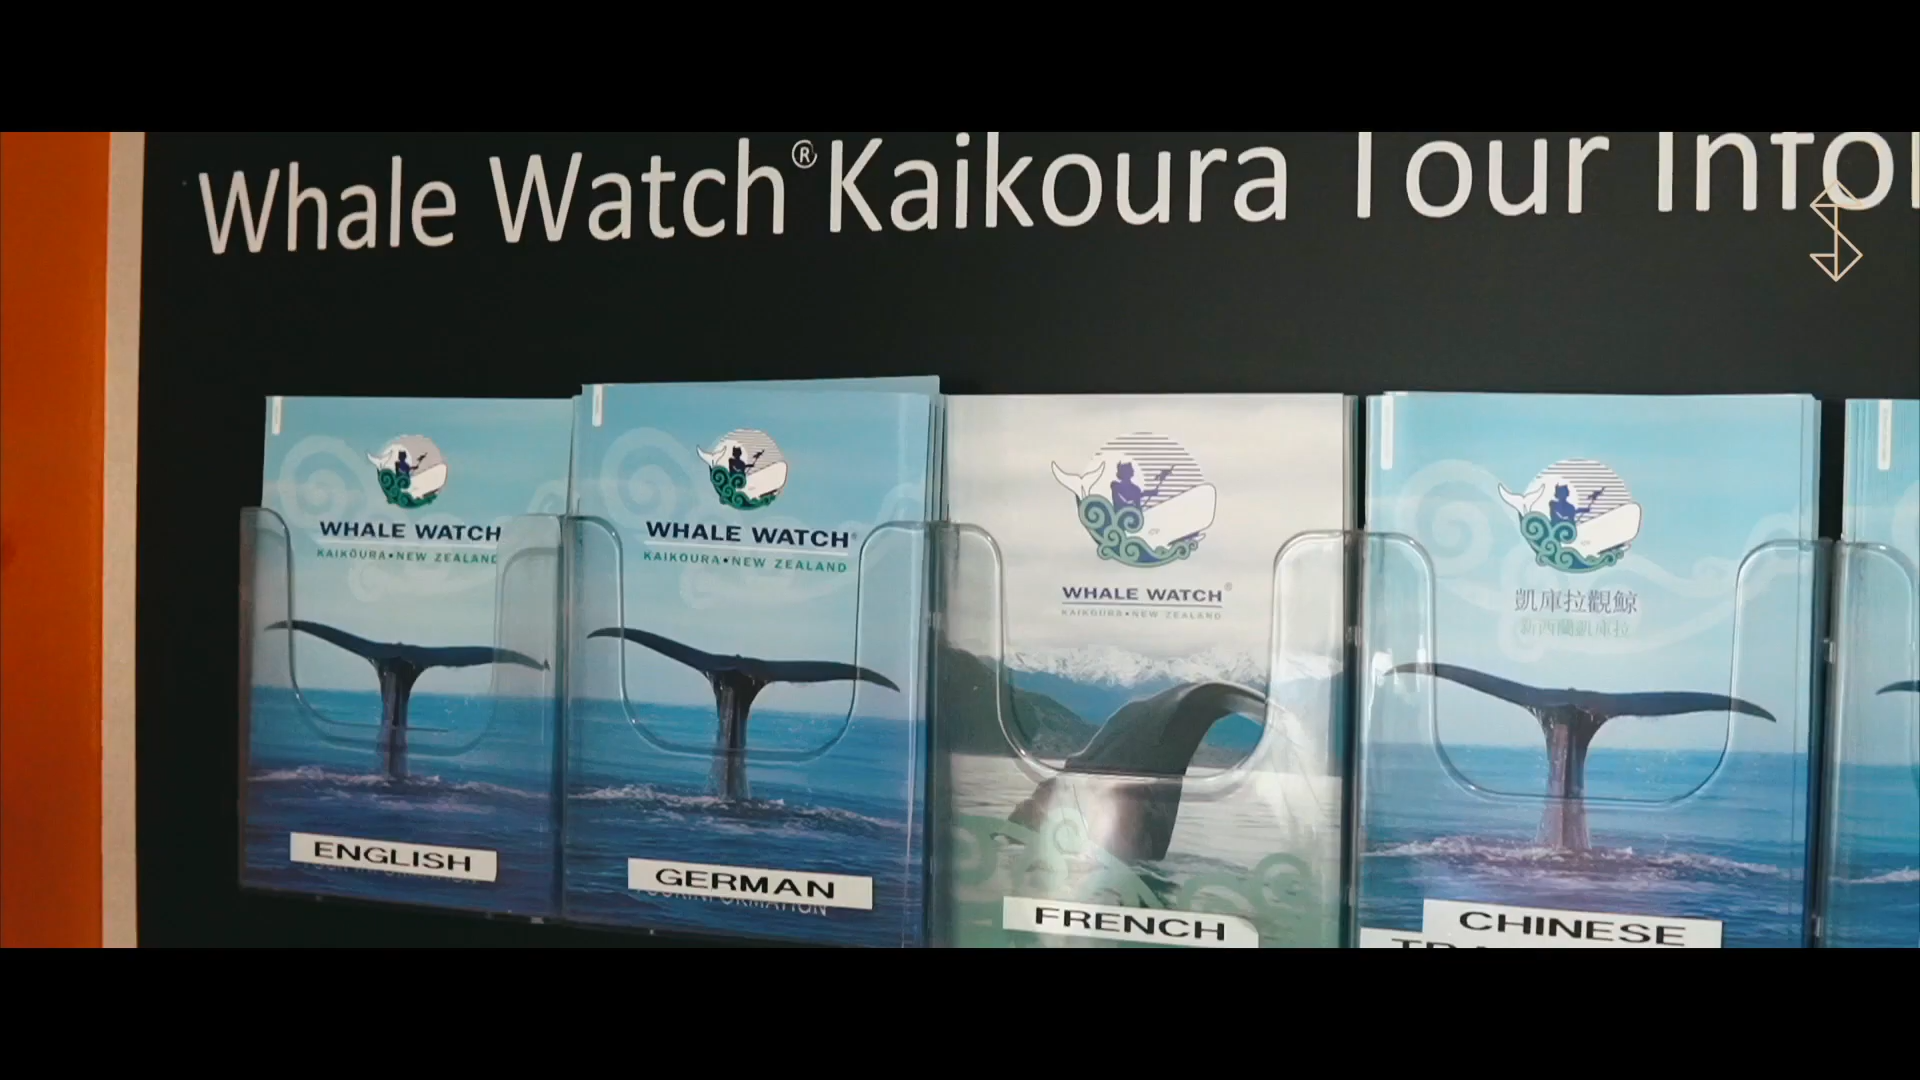 Whale Watch® Kaikoura Tour
WHALE WATCH
KAIKŌURA•NEW ZEALAND
ENGLISH
WHALE WATCH®
KAIKOURA•NEW ZEALAND
GERMAN
WHALE WATCH®
KAIKOURA•NEW ZEALAND
FRENCH
凱庫拉觀鯨
新西蘭凱庫拉
CHINESE